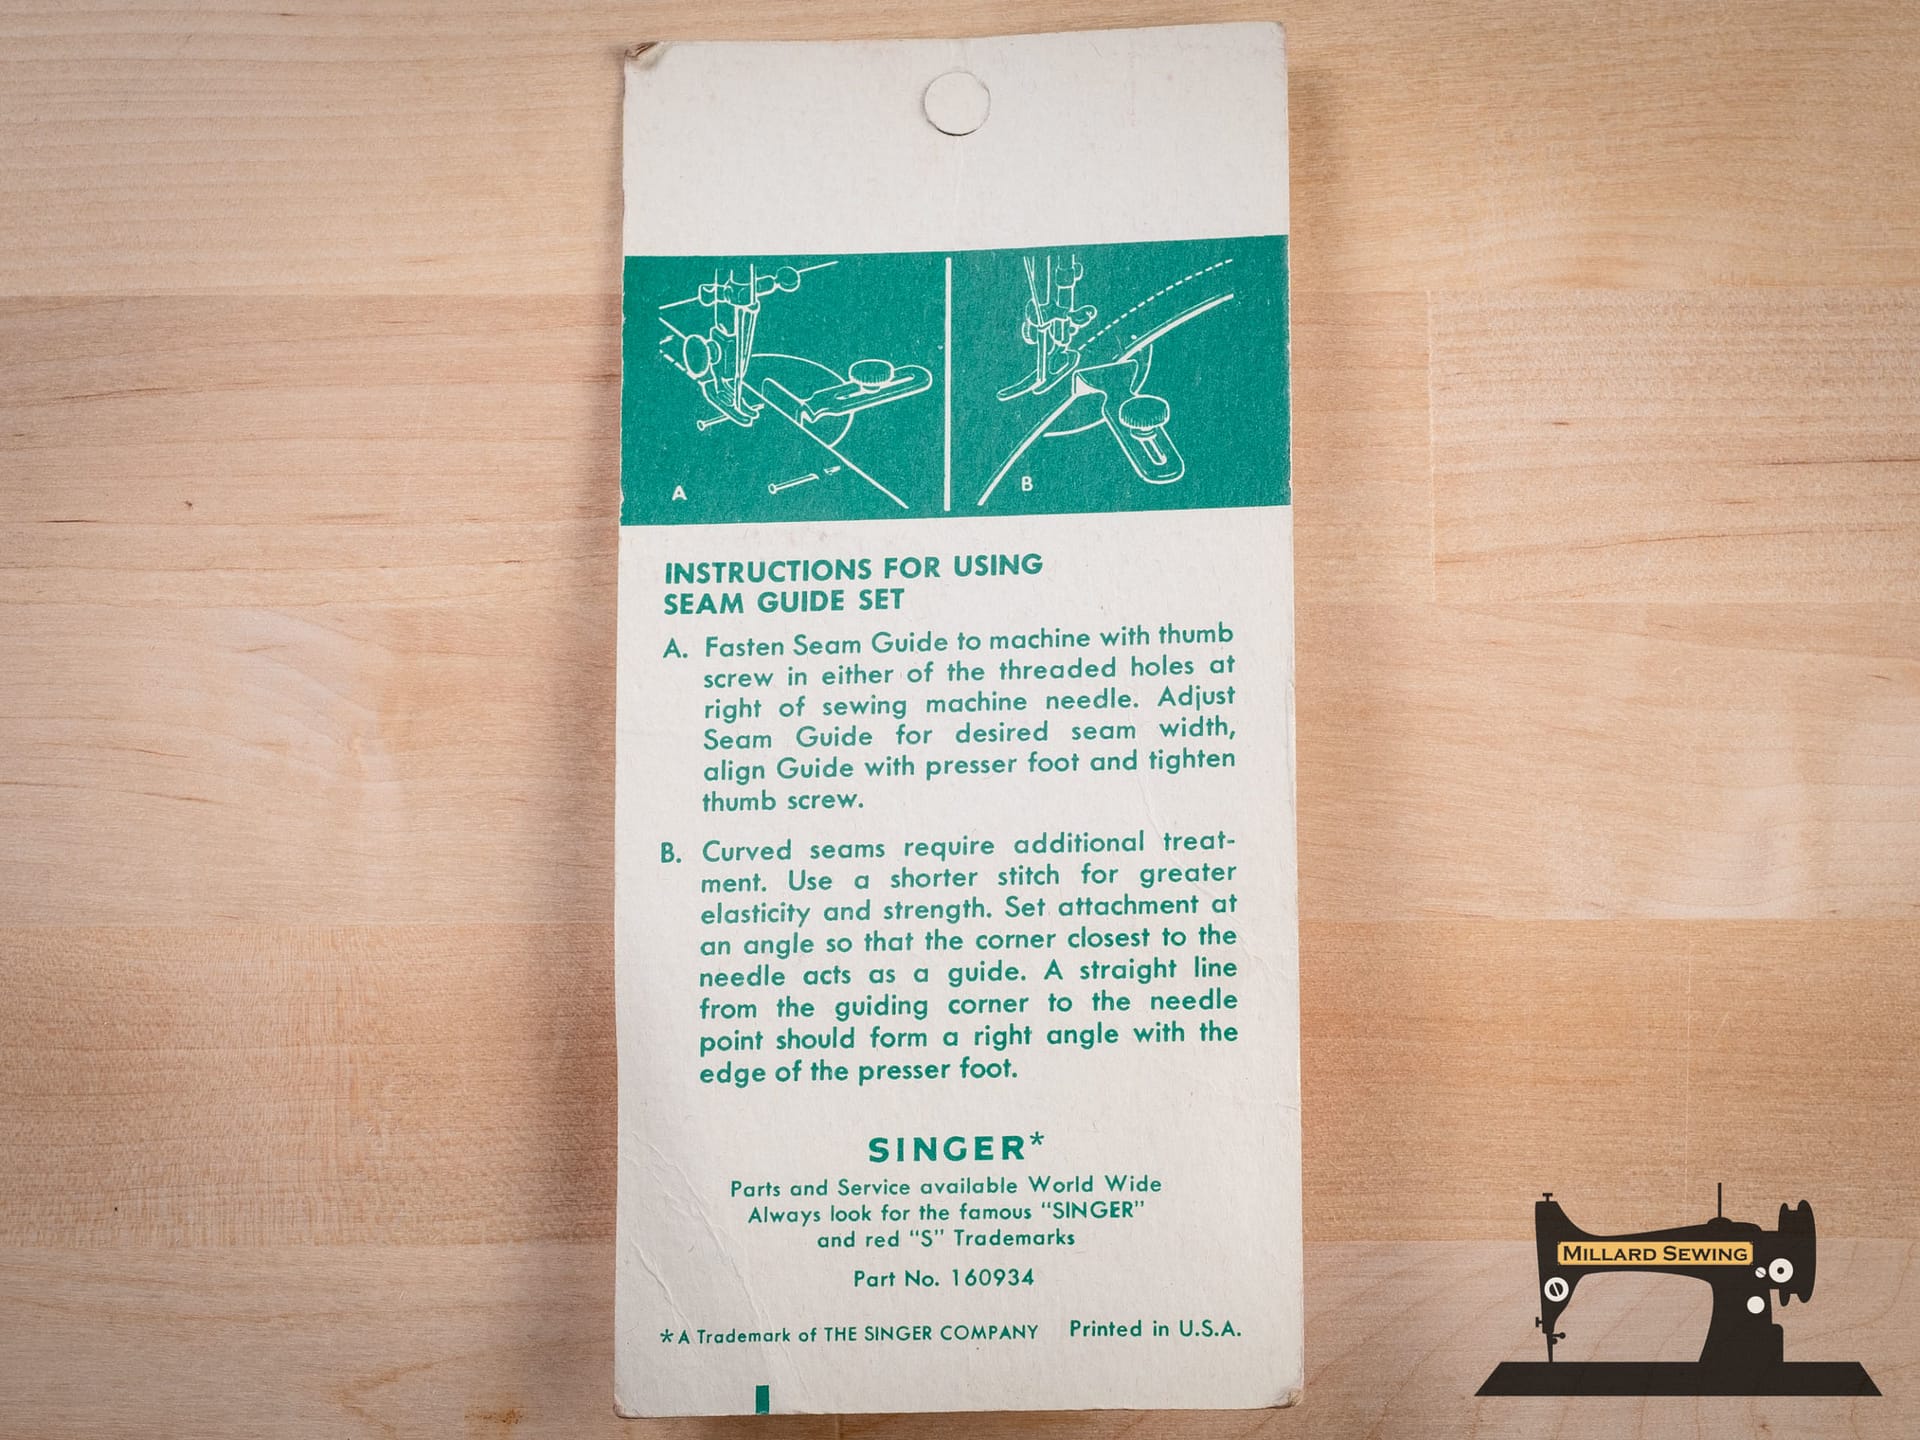 A
B
INSTRUCTIONS FOR USING
SEAM GUIDE SET
A. Fasten Seam Guide to machine with thumb
screw in either of the threaded holes at
right of sewing machine needle. Adjust
Seam Guide for desired seam width,
align Guide with presser foot and tighten
thumb screw.
B. Curved seams require additional treat-
ment. Use a shorter stitch for greater
elasticity and strength. Set attachment at
an angle so that the corner closest to the
needle acts as a guide. A straight line
from the guiding corner to the needle
point should form a right angle with the
edge of the presser foot.
SINGER*
Parts and Service available World Wide
Always look for the famous "SINGER"
and red "S" Trademarks
Part No. 160934
*A Trademark of THE SINGER COMPANY Printed in U.S.A.
MILLARD SEWING